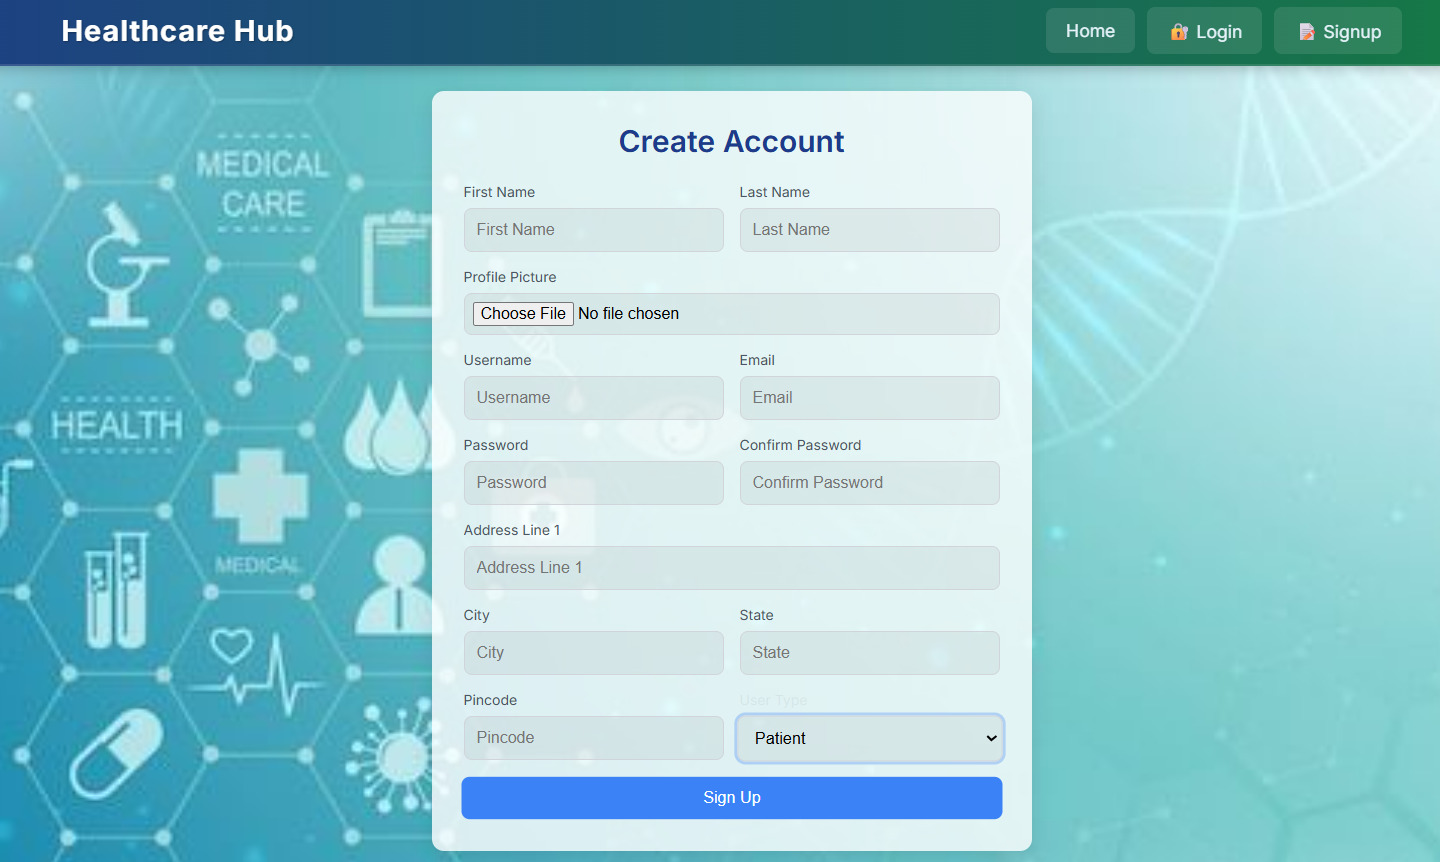 Healthcare Hub
Home
Login
Signup
MEDICAL
CARE
HEALTH
MEDICAL
Create Account
First Name
Last Name
First Name
Last Name
Profile Picture
Choose File No file chosen
Username
Email
Username
Email
Password
Confirm Password
Password
Confirm Password
Address Line 1
Address Line 1
City
State
City
State
Pincode
User Type
Pincode
Patient
Sign Up